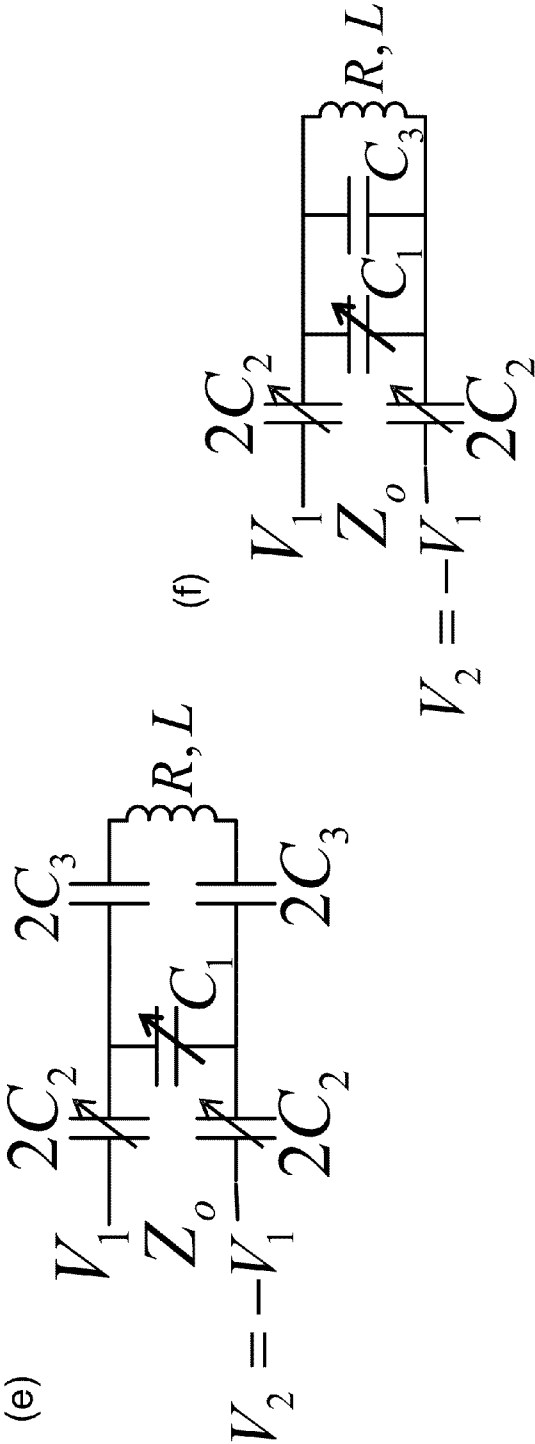 (e)
2C₂
2C₃
V₁
Zₒ
C₁
R, L
V₂ = −V₁
2C₂
2C₃
(f)
2C₂
V₁
Zₒ
C₁
C₃
R, L
V₂ = −V₁
2C₂